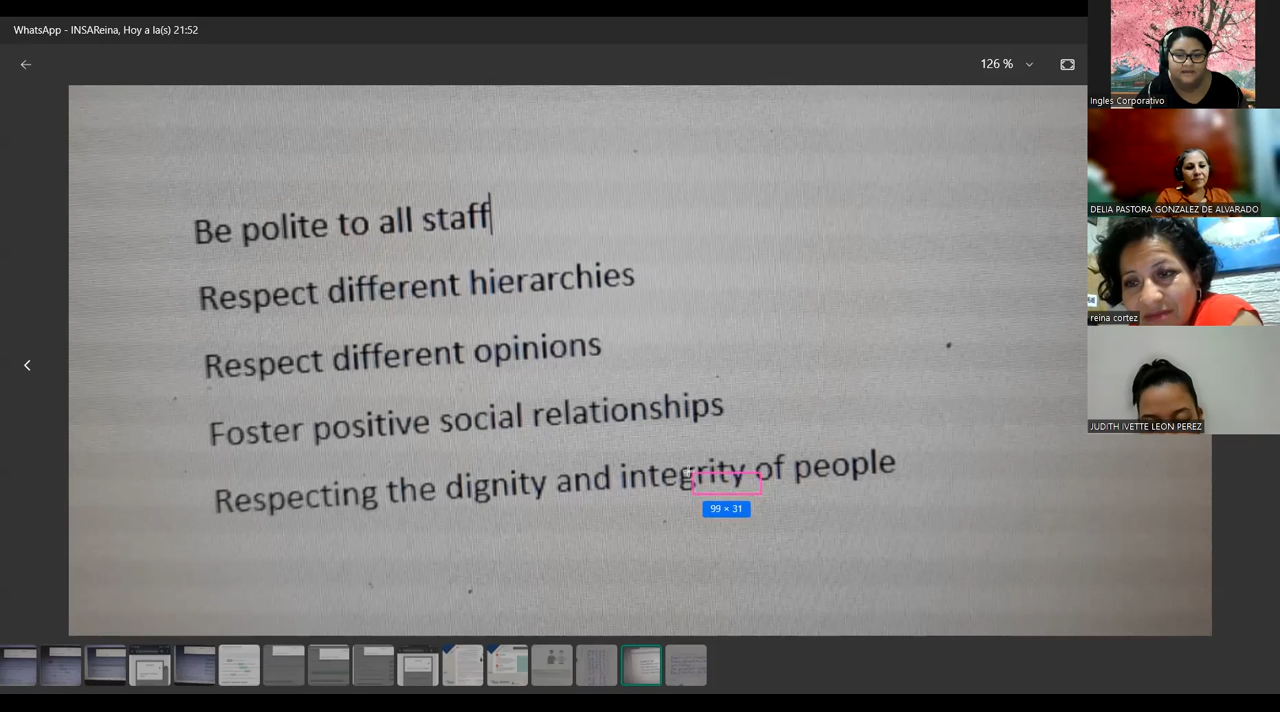 WhatsApp - INSAReina, Hoy a la(s) 21:52
126 %
Ingles Corporativo
DELIA PASTORA GONZALEZ DE ALVARADO
reina cortez
JUDITH IVETTE LEON PEREZ
Be polite to all staff
Respect different hierarchies
Respect different opinions
Foster positive social relationships
Respecting the dignity and integrity of people
99 × 31